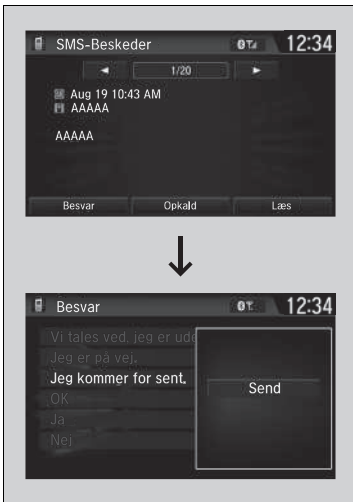 SMS-Beskeder 12:34
1/20
Aug 19 10:43 AM
AAAAA
AAAAA
Besvar Opkald Læs
Besvar 12:34
Vi tales ved, jeg er ude
Jeg er på vej.
Jeg kommer for sent.
Send
OK
Ja
Nej